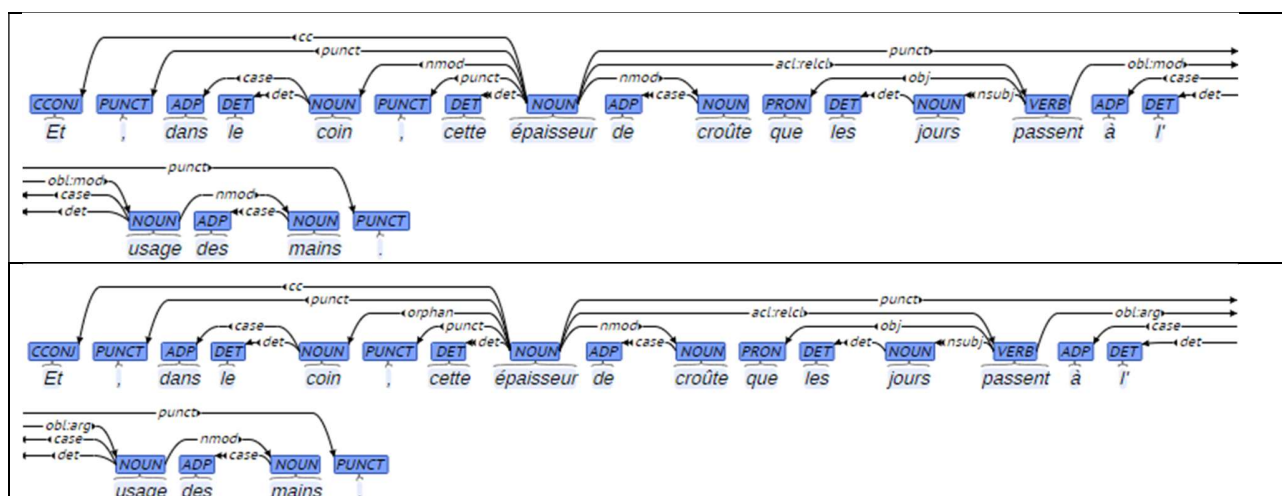 cc
punct punct
nmod acl:relcl obl:mod
case punct nmod obj case
det det case det nsubj det
CCONJ PUNCT ADP DET NOUN PUNCT DET NOUN ADP NOUN PRON DET NOUN VERB ADP DET
Et , dans le coin , cette épaisseur de croûte que les jours passent à l'
punct
obl:mod
case nmod
det case
NOUN ADP NOUN PUNCT
usage des mains .
cc
punct punct
orphan acl:relcl obl:arg
case punct nmod obj case
det det case det nsubj det
CCONJ PUNCT ADP DET NOUN PUNCT DET NOUN ADP NOUN PRON DET NOUN VERB ADP DET
Et , dans le coin , cette épaisseur de croûte que les jours passent à l'
punct
obl:arg
case nmod
det case
NOUN ADP NOUN PUNCT
usage des mains .